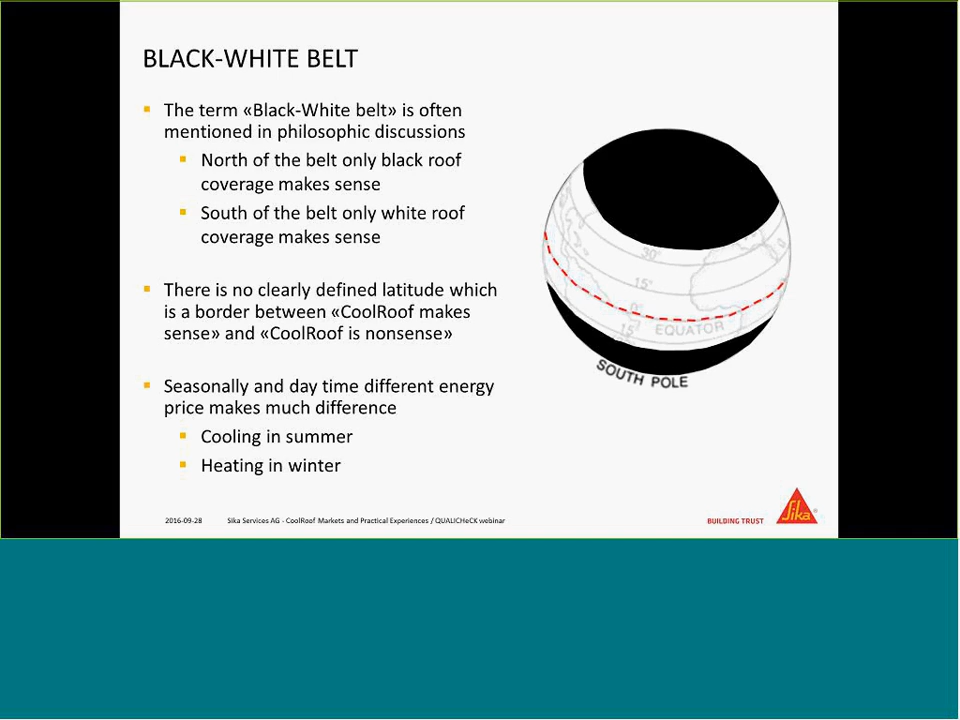 BLACK-WHITE BELT
The term «Black-White belt» is often
mentioned in philosophic discussions
North of the belt only black roof
coverage makes sense
South of the belt only white roof
coverage makes sense
There is no clearly defined latitude which
is a border between «CoolRoof makes
sense» and «CoolRoof is nonsense»
Seasonally and day time different energy
price makes much difference
Cooling in summer
Heating in winter
30°
15°
0°
15°
EQUATOR
SOUTH POLE
2016-09-28
Sika Services AG - CoolRoof Markets and Practical Experiences / QUALICHeCK webinar
BUILDING TRUST
Sika®